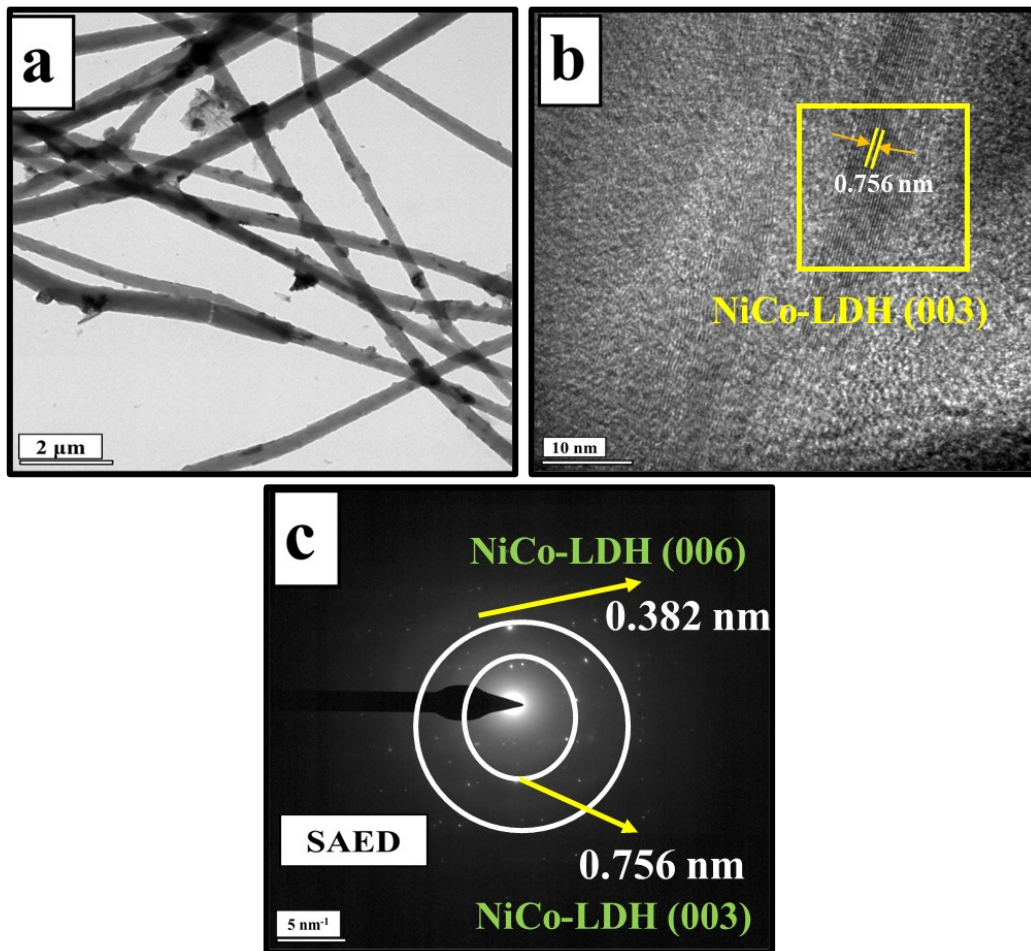 a
2 μm
b
0.756 nm
NiCo-LDH (003)
10 nm
c
NiCo-LDH (006)
0.382 nm
SAED
0.756 nm
NiCo-LDH (003)
5 nm⁻¹